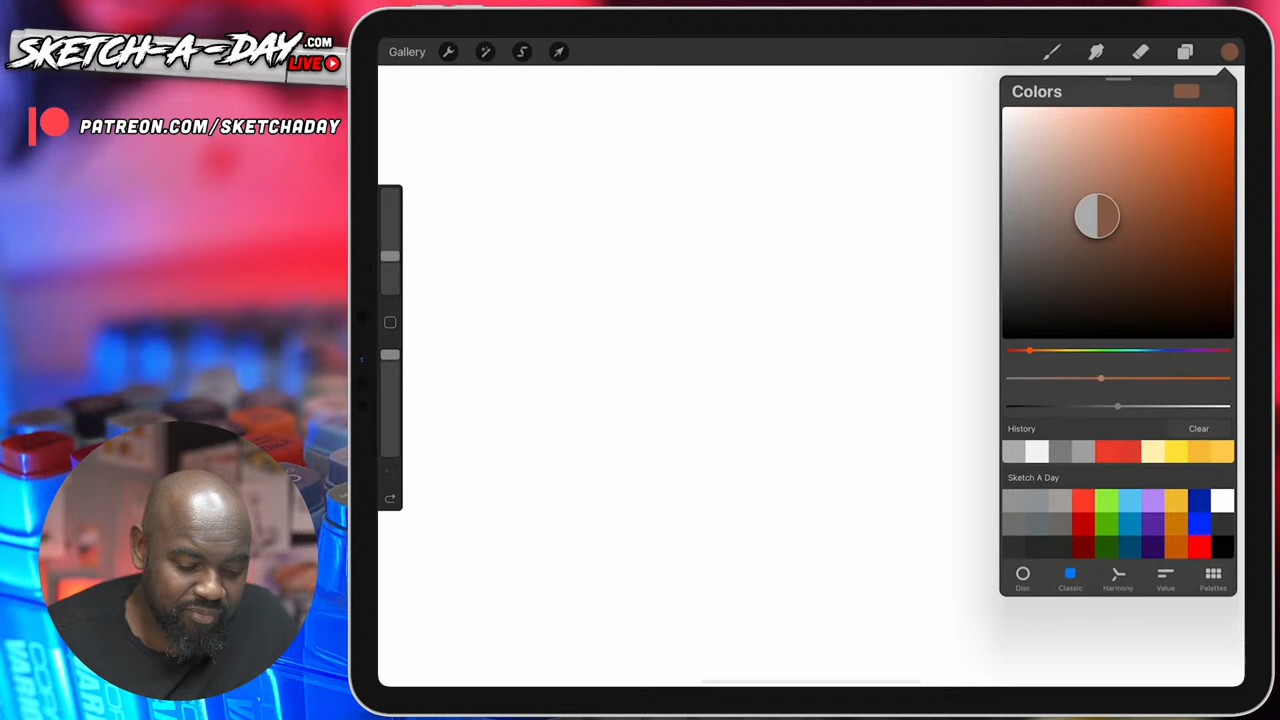 SKETCH-A-DAY.COM
LIVE
PATREON.COM/SKETCHADAY
Gallery
Colors
History
Clear
Sketch A Day
Disc
Classic
Harmony
Value
Palettes